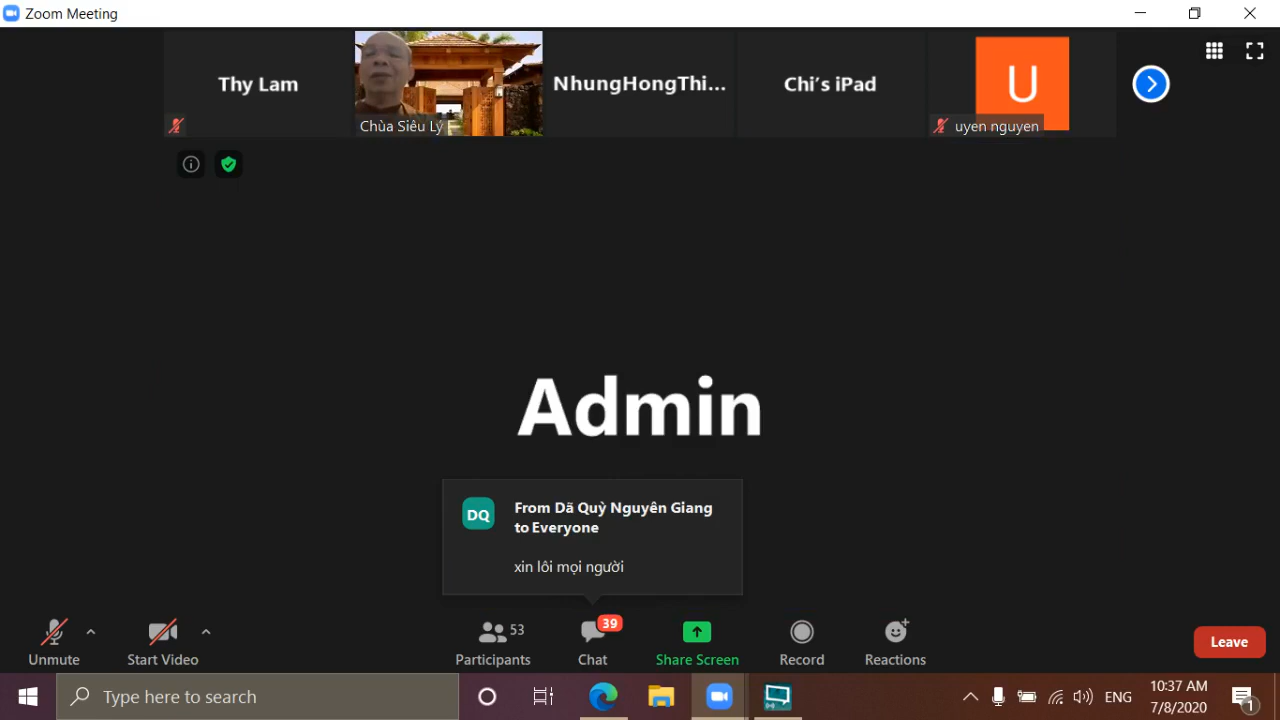 Zoom Meeting
Thy Lam
Chùa Siêu Lý
NhungHongThi...
Chi's iPad
U
uyen nguyen
Admin
DQ
From Dã Quỳ Nguyên Giang
to Everyone
xin lôi mọi người
Unmute
Start Video
53
Participants
39
Chat
Share Screen
Record
Reactions
Leave
Type here to search
ENG
10:37 AM
7/8/2020
1